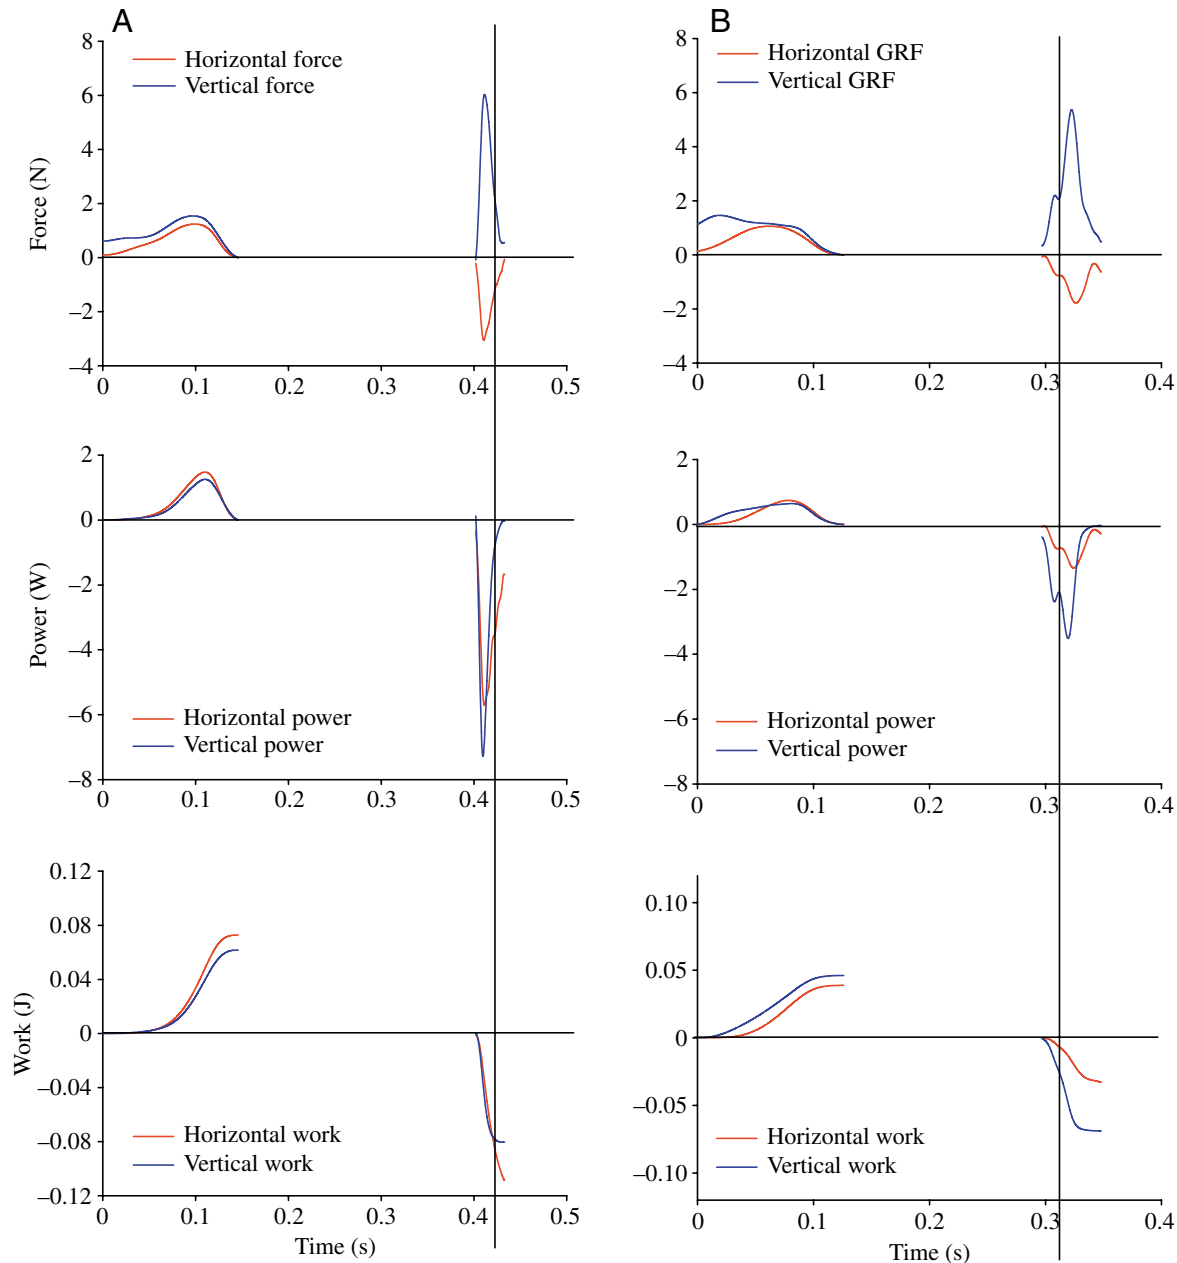 A
8
6
4
2
0
−2
−4
Force (N)
Horizontal force
Vertical force
0 0.1 0.2 0.3 0.4 0.5
B
8
6
4
2
0
−2
−4
Horizontal GRF
Vertical GRF
0 0.1 0.2 0.3 0.4
2
0
−2
−4
−6
−8
Power (W)
Horizontal power
Vertical power
0 0.1 0.2 0.3 0.4 0.5
2
0
−2
−4
−6
−8
Horizontal power
Vertical power
0 0.1 0.2 0.3 0.4
0.12
0.08
0.04
0
−0.04
−0.08
−0.12
Work (J)
Horizontal work
Vertical work
0 0.1 0.2 0.3 0.4 0.5
Time (s)
0.10
0.05
0
−0.05
−0.10
Horizontal work
Vertical work
0 0.1 0.2 0.3 0.4
Time (s)